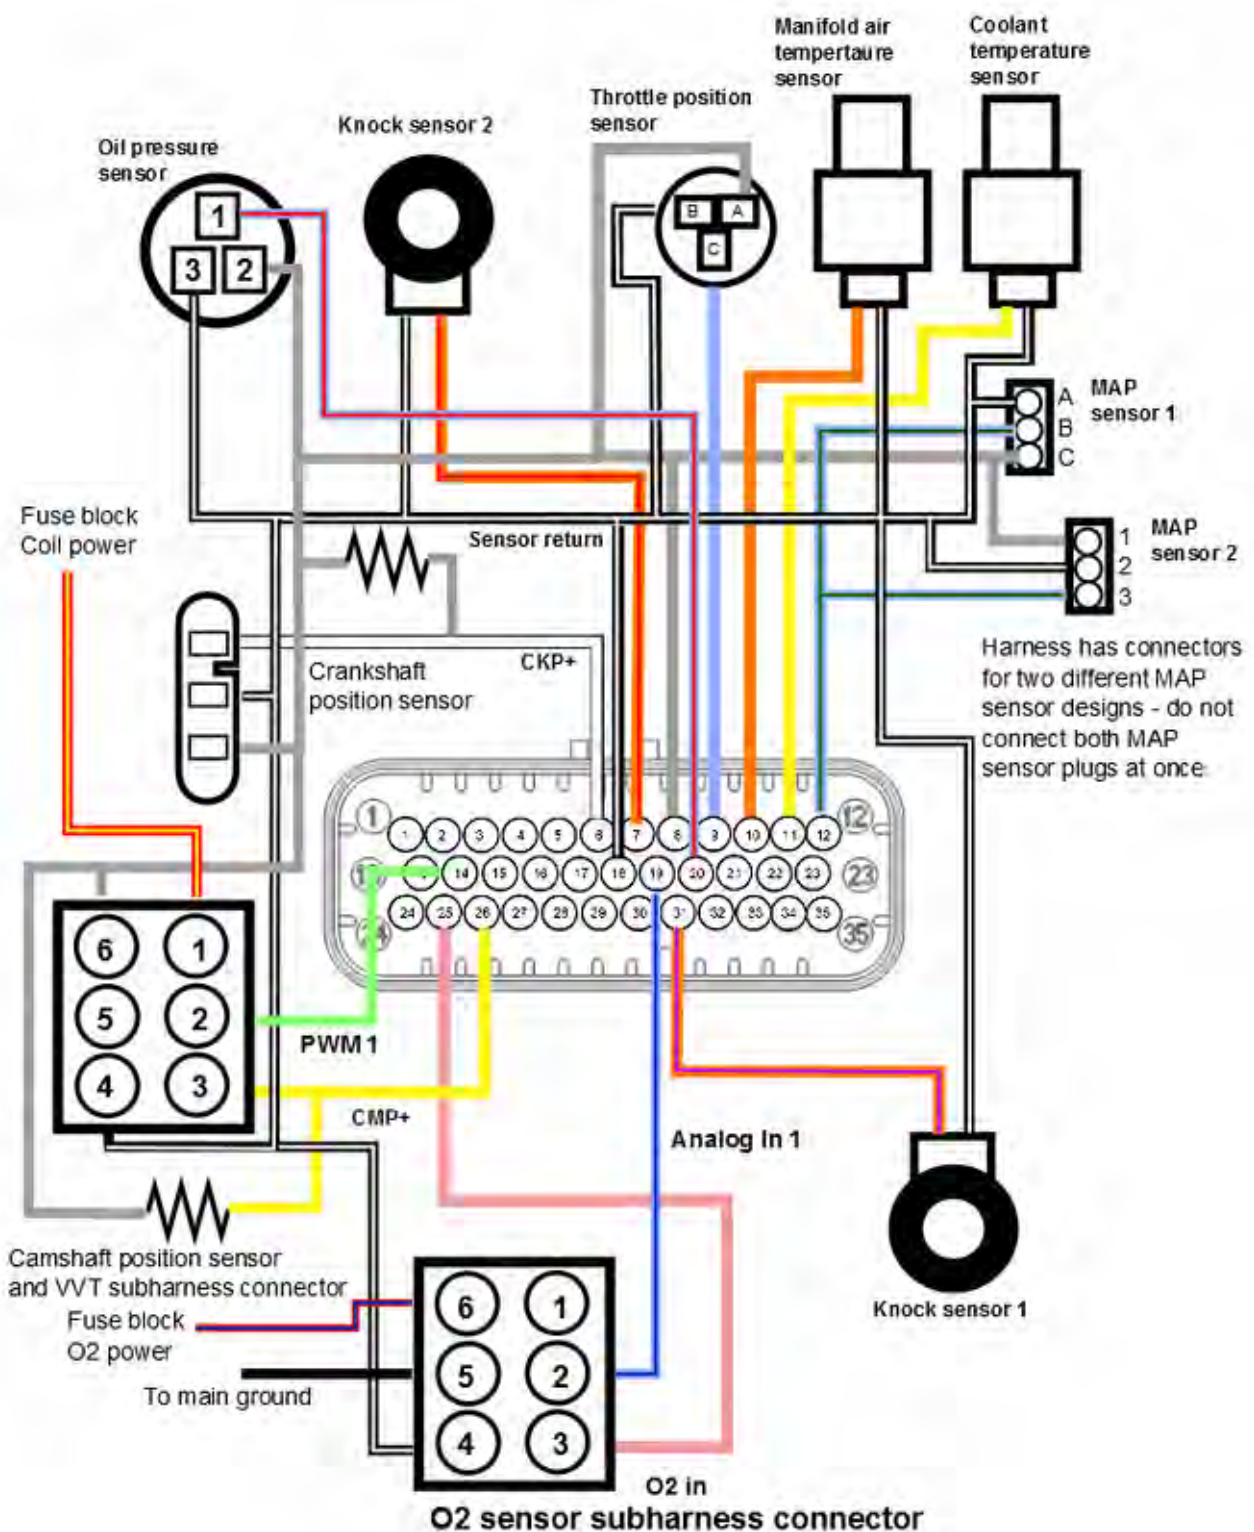 Manifold air
tempertaure
sensor
Coolant
temperature
sensor
Throttle position
sensor
Knock sensor 2
Oil pressure
sensor
1
3 2
B A
C
A
B
C
MAP
sensor 1
1
2
3
MAP
sensor 2
Fuse block
Coil power
Sensor return
CKP+
Crankshaft
position sensor
Harness has connectors
for two different MAP
sensor designs - do not
connect both MAP
sensor plugs at once.
1 12
1 2 3 4 5 6 7 8 9 10 11 12
14 15 16 17 18 19 20 21 22 23
23
24 25 26 27 28 29 30 31 32 33 34 35
35
6 1
5 2
4 3
PWM 1
CMP+
Analog In 1
Camshaft position sensor
and VVT subharness connector
Fuse block
O2 power
To main ground
6 1
5 2
4 3
Knock sensor 1
O2 in
O2 sensor subharness connector